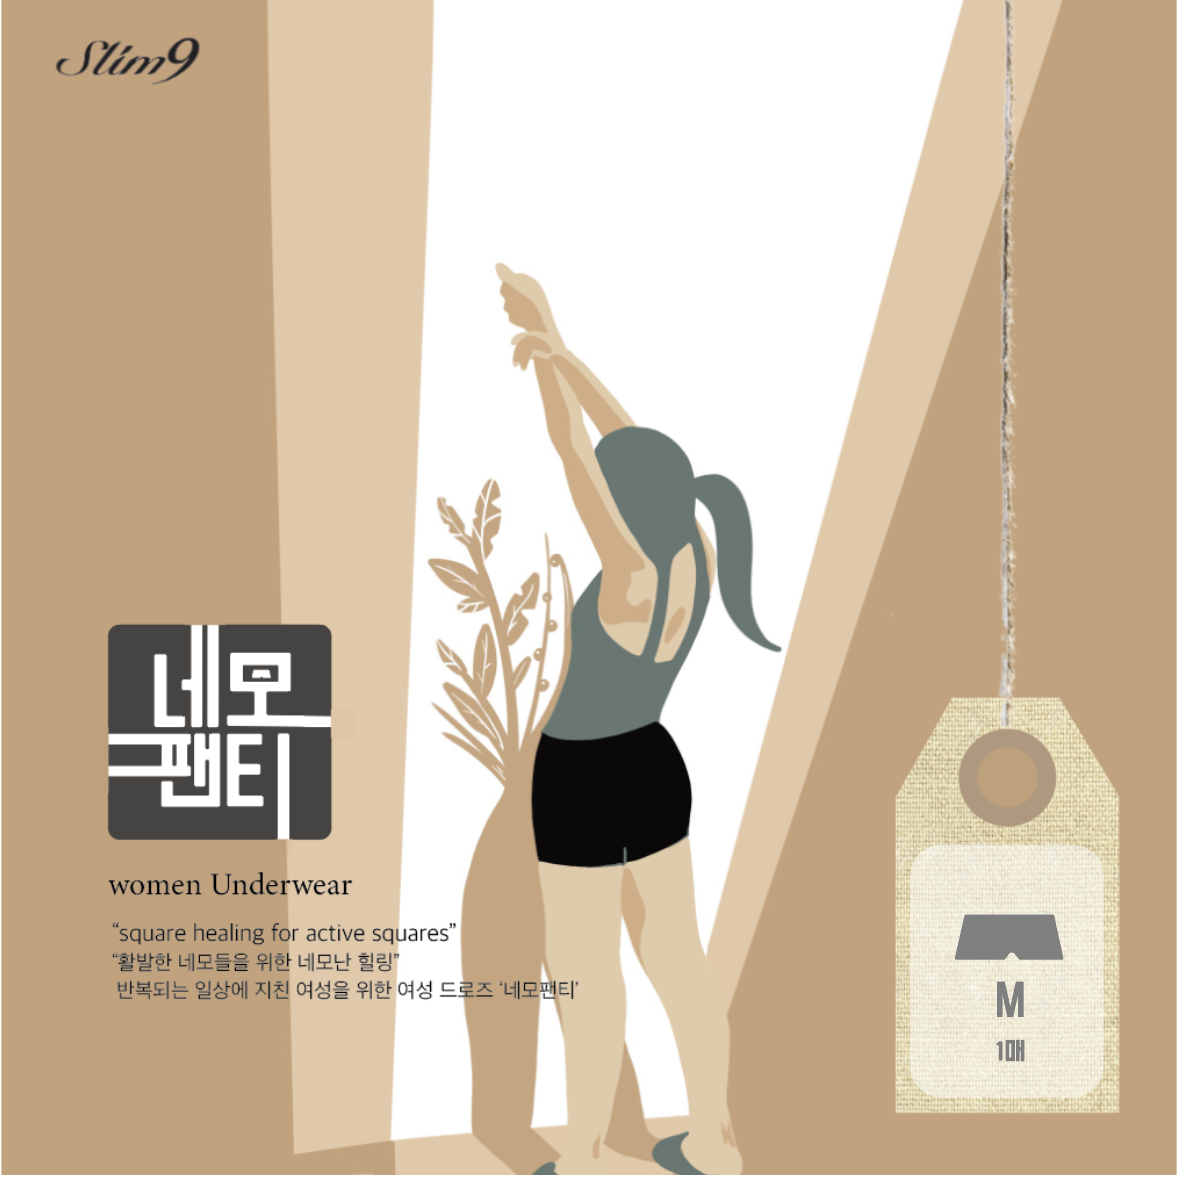 Slim9
네모
팬티
women Underwear
“square healing for active squares”
“활발한 네모들을 위한 네모난 힐링”
반복되는 일상에 지친 여성을 위한 여성 드로즈 ‘네모팬티’
M
1매